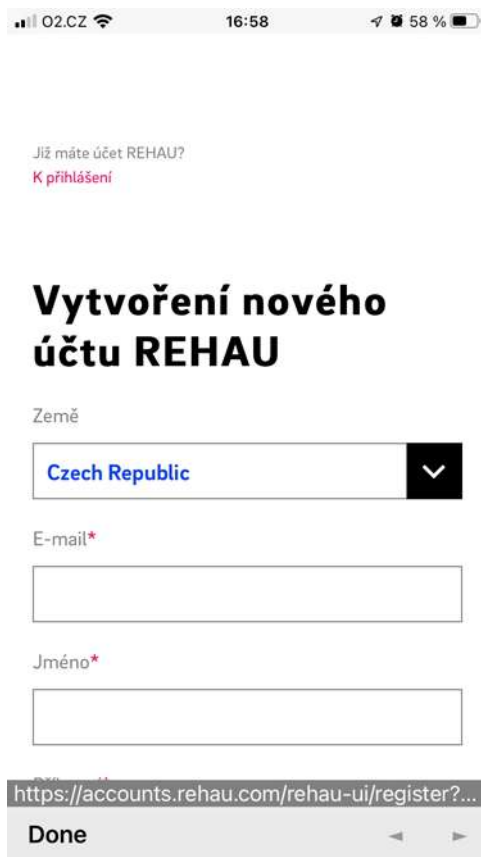 O2.CZ 16:58 58 %
Již máte účet REHAU?
K přihlášení
Vytvoření nového
účtu REHAU
Země
Czech Republic
E-mail*
Jméno*
https://accounts.rehau.com/rehau-ui/register?...
Done